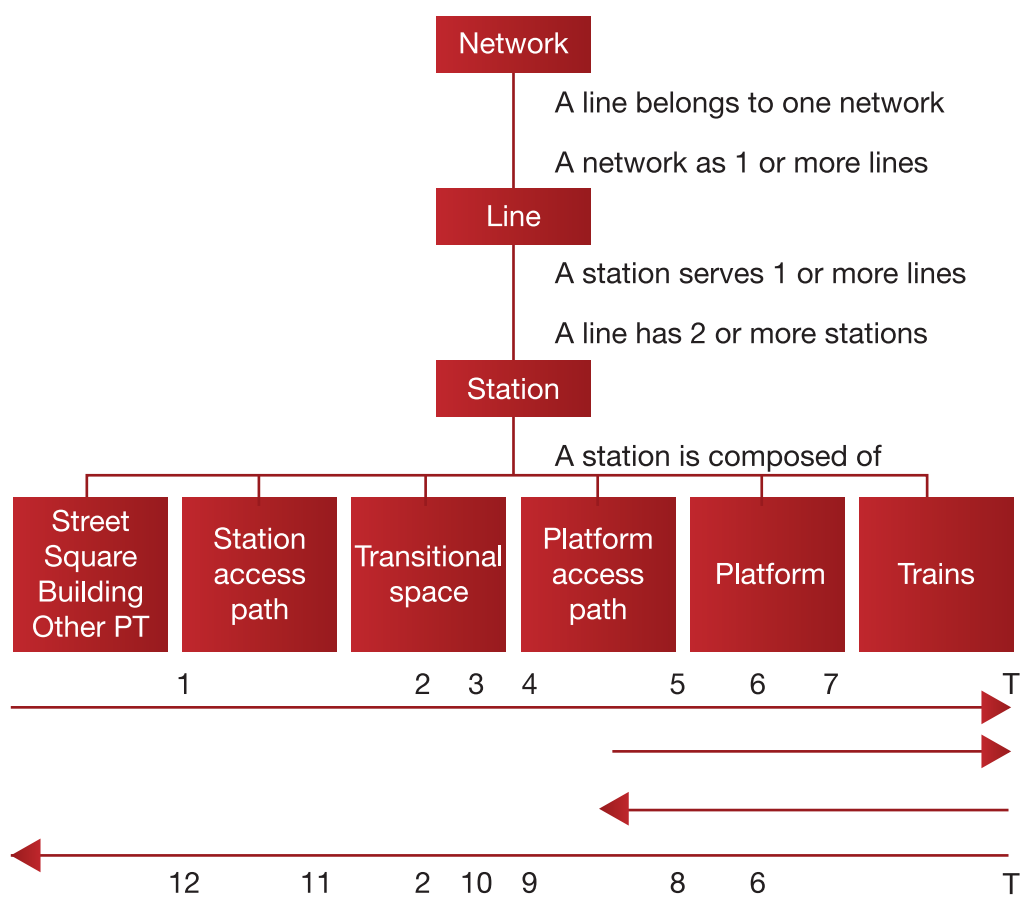 Network
A line belongs to one network
A network as 1 or more lines
Line
A station serves 1 or more lines
A line has 2 or more stations
Station
A station is composed of
Street
Square
Building
Other PT
Station
access
path
Transitional
space
Platform
access
path
Platform
Trains
1 2 3 4 5 6 7 T
12 11 2 10 9 8 6 T